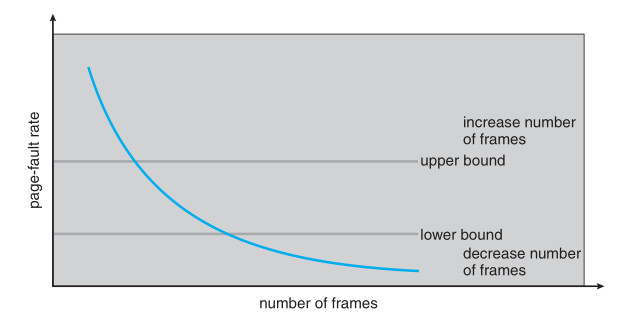 page-fault rate
increase number
of frames
upper bound
lower bound
decrease number
of frames
number of frames